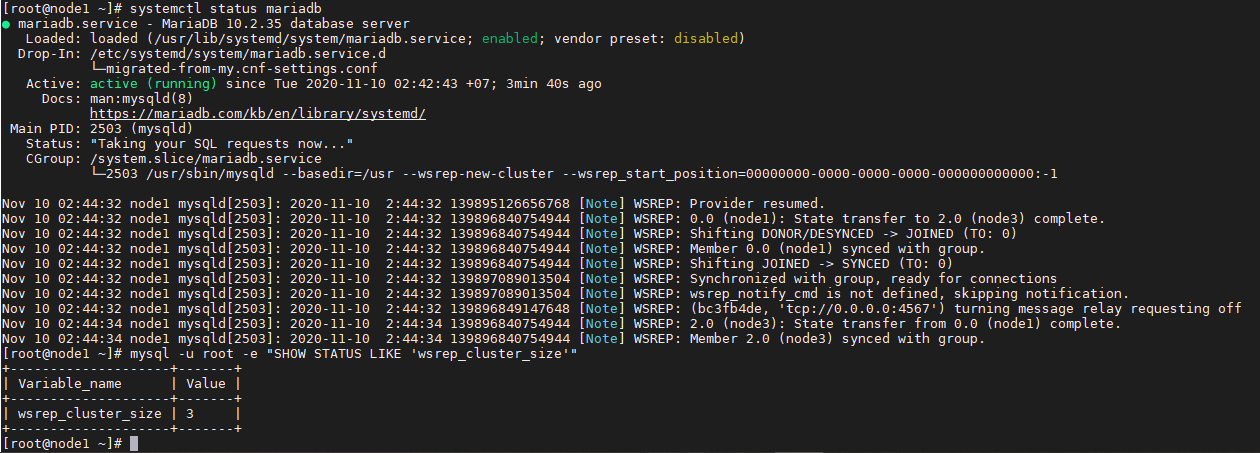 [root@node1 ~]# systemctl status mariadb
● mariadb.service - MariaDB 10.2.35 database server
   Loaded: loaded (/usr/lib/systemd/system/mariadb.service; enabled; vendor preset: disabled)
  Drop-In: /etc/systemd/system/mariadb.service.d
           └─migrated-from-my.cnf-settings.conf
   Active: active (running) since Tue 2020-11-10 02:42:43 +07; 3min 40s ago
     Docs: man:mysqld(8)
           https://mariadb.com/kb/en/library/systemd/
 Main PID: 2503 (mysqld)
   Status: "Taking your SQL requests now..."
   CGroup: /system.slice/mariadb.service
           └─2503 /usr/sbin/mysqld --basedir=/usr --wsrep-new-cluster --wsrep_start_position=00000000-0000-0000-0000-000000000000:-1

Nov 10 02:44:32 node1 mysqld[2503]: 2020-11-10  2:44:32 139895126656768 [Note] WSREP: Provider resumed.
Nov 10 02:44:32 node1 mysqld[2503]: 2020-11-10  2:44:32 139896840754944 [Note] WSREP: 0.0 (node1): State transfer to 2.0 (node3) complete.
Nov 10 02:44:32 node1 mysqld[2503]: 2020-11-10  2:44:32 139896840754944 [Note] WSREP: Shifting DONOR/DESYNCED -> JOINED (TO: 0)
Nov 10 02:44:32 node1 mysqld[2503]: 2020-11-10  2:44:32 139896840754944 [Note] WSREP: Member 0.0 (node1) synced with group.
Nov 10 02:44:32 node1 mysqld[2503]: 2020-11-10  2:44:32 139896840754944 [Note] WSREP: Shifting JOINED -> SYNCED (TO: 0)
Nov 10 02:44:32 node1 mysqld[2503]: 2020-11-10  2:44:32 139897089013504 [Note] WSREP: Synchronized with group, ready for connections
Nov 10 02:44:32 node1 mysqld[2503]: 2020-11-10  2:44:32 139897089013504 [Note] WSREP: wsrep_notify_cmd is not defined, skipping notification.
Nov 10 02:44:32 node1 mysqld[2503]: 2020-11-10  2:44:32 139896849147648 [Note] WSREP: (bc3fb4de, 'tcp://0.0.0.0:4567') turning message relay requesting off
Nov 10 02:44:34 node1 mysqld[2503]: 2020-11-10  2:44:34 139896840754944 [Note] WSREP: 2.0 (node3): State transfer from 0.0 (node1) complete.
Nov 10 02:44:34 node1 mysqld[2503]: 2020-11-10  2:44:34 139896840754944 [Note] WSREP: Member 2.0 (node3) synced with group.
[root@node1 ~]# mysql -u root -e "SHOW STATUS LIKE 'wsrep_cluster_size'"
+--------------------+-------+
| Variable_name      | Value |
+--------------------+-------+
| wsrep_cluster_size | 3     |
+--------------------+-------+
[root@node1 ~]#